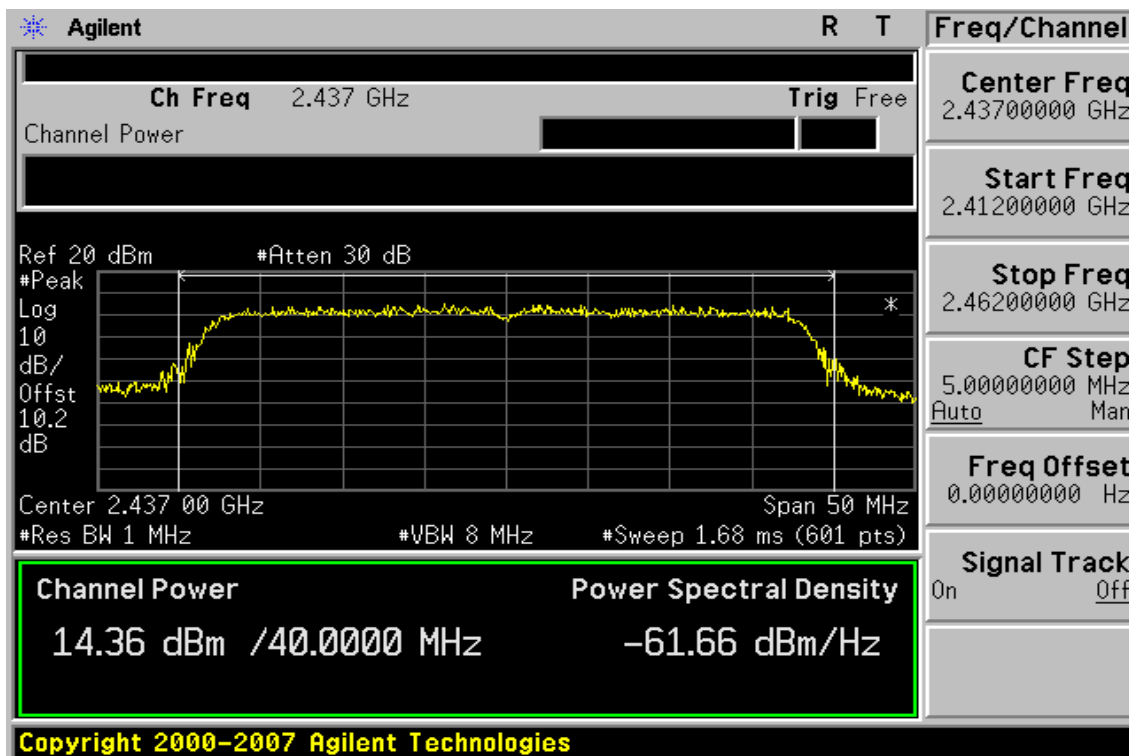 Agilent R T
Ch Freq 2.437 GHz Trig Free
Channel Power
Ref 20 dBm #Atten 30 dB
#Peak
Log
10
dB/
Offst
10.2
dB
*
Center 2.437 00 GHz Span 50 MHz
#Res BW 1 MHz #VBW 8 MHz #Sweep 1.68 ms (601 pts)
Channel Power Power Spectral Density
14.36 dBm /40.0000 MHz -61.66 dBm/Hz
Copyright 2000-2007 Agilent Technologies
Freq/Channel
Center Freq
2.43700000 GHz
Start Freq
2.41200000 GHz
Stop Freq
2.46200000 GHz
CF Step
5.00000000 MHz
Auto Man
Freq Offset
0.00000000 Hz
Signal Track
On Off